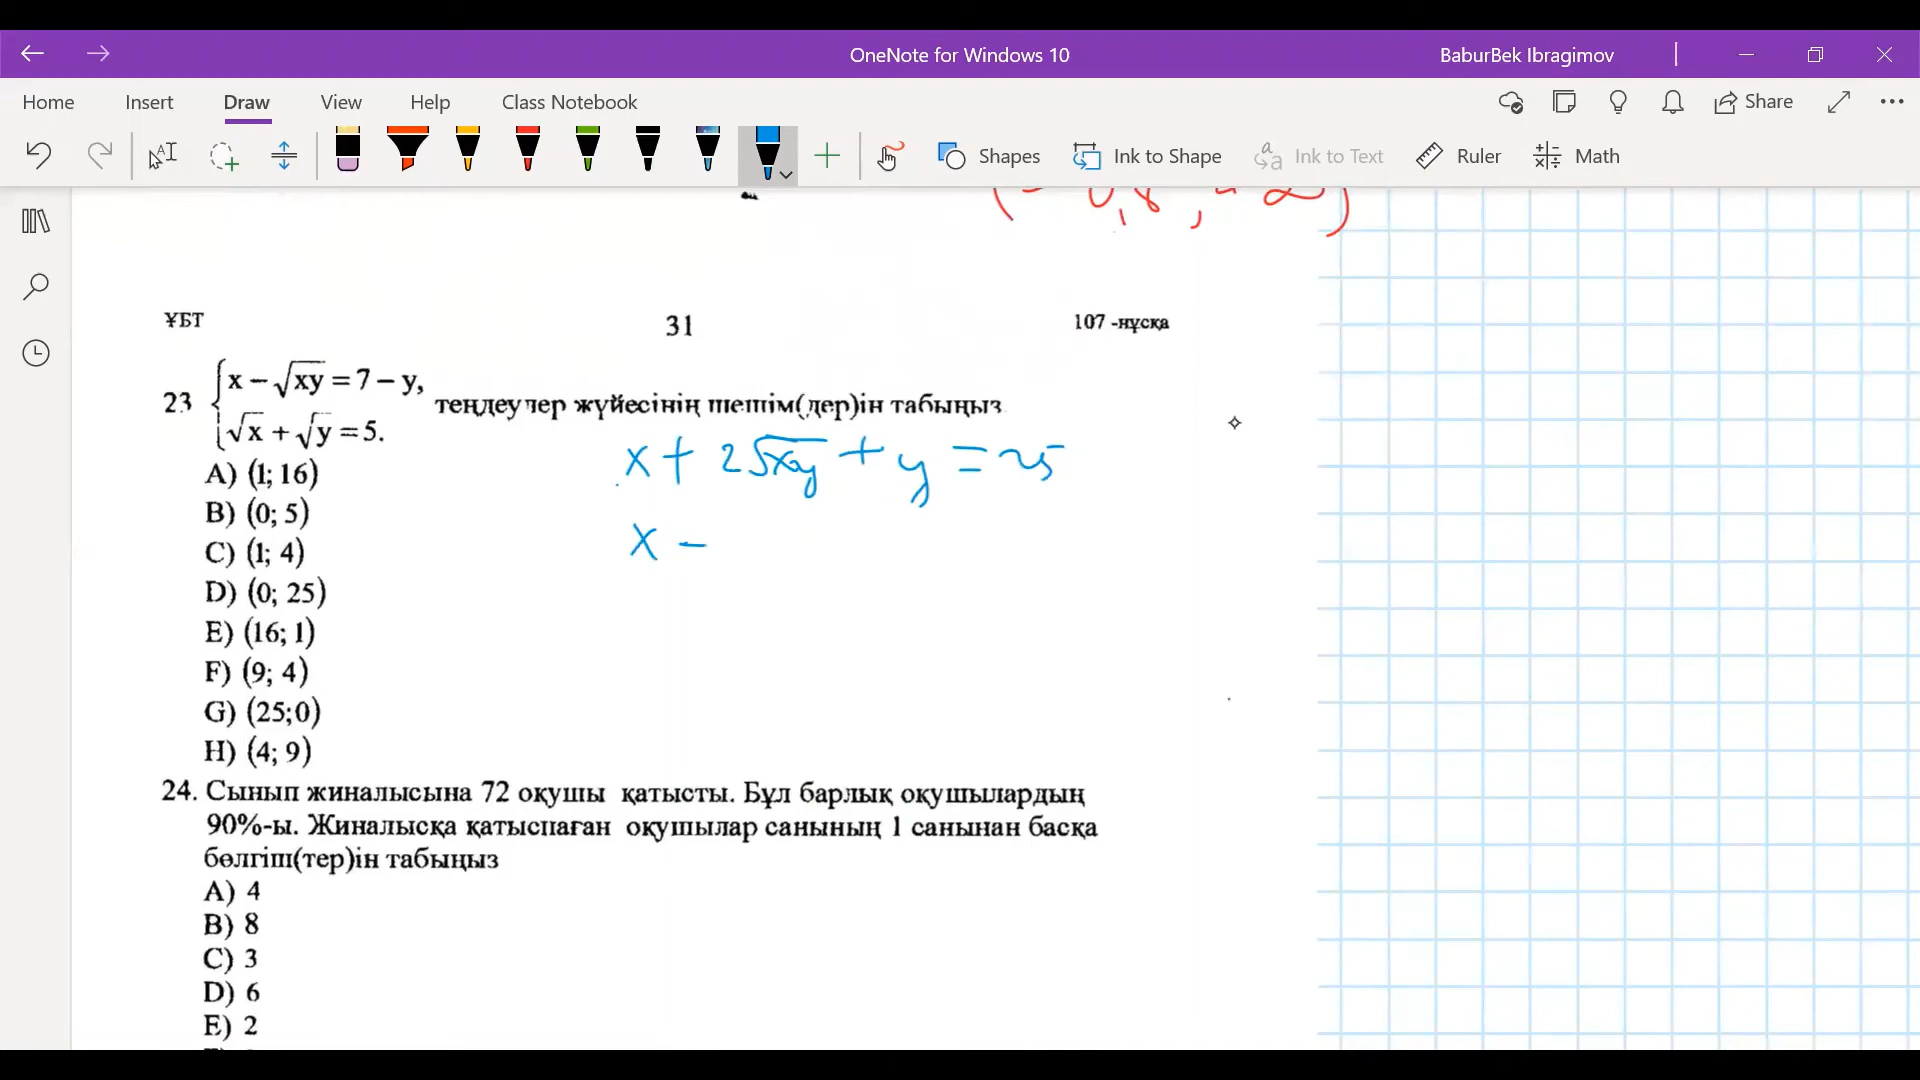 OneNote for Windows 10
BaburBek Ibragimov
Home Insert Draw View Help Class Notebook
Share
Shapes Ink to Shape Ink to Text Ruler Math
ҰБТ 31 107 -нұсқа
23 {x − √xy = 7 − y,
√x + √y = 5.
теңдеулер жүйесінің шешім(дер)ін табыңыз
x + 2√xy + y = 25
x −
A) (1; 16)
B) (0; 5)
C) (1; 4)
D) (0; 25)
E) (16; 1)
F) (9; 4)
G) (25;0)
H) (4; 9)
24. Сынып жиналысына 72 оқушы қатысты. Бұл барлық оқушылардың
90%-ы. Жиналысқа қатыспаған оқушылар санының 1 санынан басқа
бөлгіш(тер)ін табыңыз
A) 4
B) 8
C) 3
D) 6
E) 2